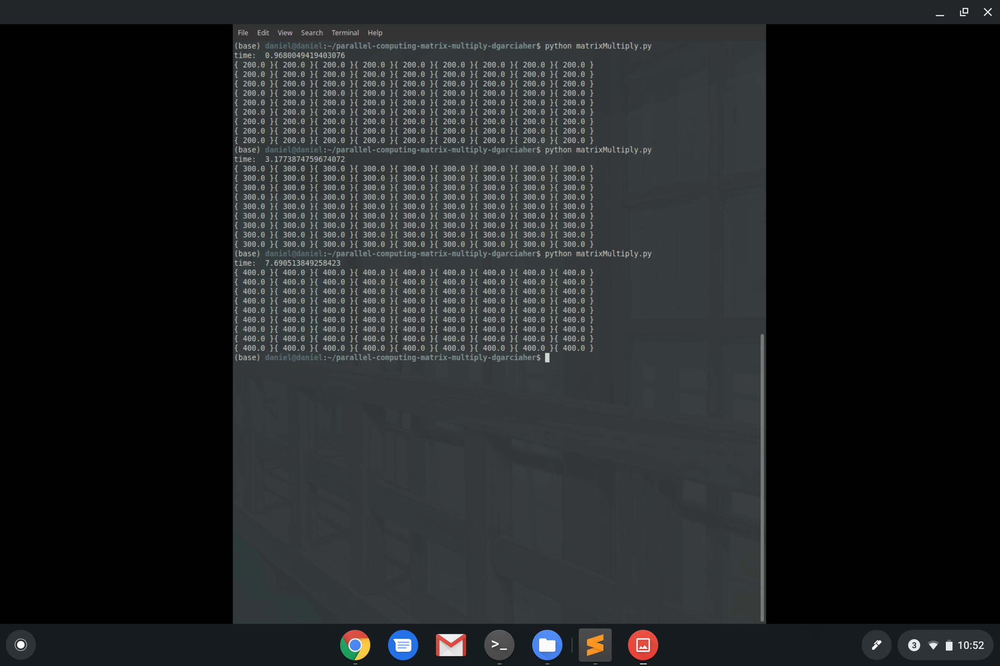 File Edit View Search Terminal Help
(base) daniel@daniel:~/parallel-computing-matrix-multiply-dgarciaher$ python matrixMultiply.py
time:  0.9680049419403076
{ 200.0 }{ 200.0 }{ 200.0 }{ 200.0 }{ 200.0 }{ 200.0 }{ 200.0 }{ 200.0 }{ 200.0 }
{ 200.0 }{ 200.0 }{ 200.0 }{ 200.0 }{ 200.0 }{ 200.0 }{ 200.0 }{ 200.0 }{ 200.0 }
{ 200.0 }{ 200.0 }{ 200.0 }{ 200.0 }{ 200.0 }{ 200.0 }{ 200.0 }{ 200.0 }{ 200.0 }
{ 200.0 }{ 200.0 }{ 200.0 }{ 200.0 }{ 200.0 }{ 200.0 }{ 200.0 }{ 200.0 }{ 200.0 }
{ 200.0 }{ 200.0 }{ 200.0 }{ 200.0 }{ 200.0 }{ 200.0 }{ 200.0 }{ 200.0 }{ 200.0 }
{ 200.0 }{ 200.0 }{ 200.0 }{ 200.0 }{ 200.0 }{ 200.0 }{ 200.0 }{ 200.0 }{ 200.0 }
{ 200.0 }{ 200.0 }{ 200.0 }{ 200.0 }{ 200.0 }{ 200.0 }{ 200.0 }{ 200.0 }{ 200.0 }
{ 200.0 }{ 200.0 }{ 200.0 }{ 200.0 }{ 200.0 }{ 200.0 }{ 200.0 }{ 200.0 }{ 200.0 }
{ 200.0 }{ 200.0 }{ 200.0 }{ 200.0 }{ 200.0 }{ 200.0 }{ 200.0 }{ 200.0 }{ 200.0 }
(base) daniel@daniel:~/parallel-computing-matrix-multiply-dgarciaher$ python matrixMultiply.py
time:  3.1773874759674072
{ 300.0 }{ 300.0 }{ 300.0 }{ 300.0 }{ 300.0 }{ 300.0 }{ 300.0 }{ 300.0 }{ 300.0 }
{ 300.0 }{ 300.0 }{ 300.0 }{ 300.0 }{ 300.0 }{ 300.0 }{ 300.0 }{ 300.0 }{ 300.0 }
{ 300.0 }{ 300.0 }{ 300.0 }{ 300.0 }{ 300.0 }{ 300.0 }{ 300.0 }{ 300.0 }{ 300.0 }
{ 300.0 }{ 300.0 }{ 300.0 }{ 300.0 }{ 300.0 }{ 300.0 }{ 300.0 }{ 300.0 }{ 300.0 }
{ 300.0 }{ 300.0 }{ 300.0 }{ 300.0 }{ 300.0 }{ 300.0 }{ 300.0 }{ 300.0 }{ 300.0 }
{ 300.0 }{ 300.0 }{ 300.0 }{ 300.0 }{ 300.0 }{ 300.0 }{ 300.0 }{ 300.0 }{ 300.0 }
{ 300.0 }{ 300.0 }{ 300.0 }{ 300.0 }{ 300.0 }{ 300.0 }{ 300.0 }{ 300.0 }{ 300.0 }
{ 300.0 }{ 300.0 }{ 300.0 }{ 300.0 }{ 300.0 }{ 300.0 }{ 300.0 }{ 300.0 }{ 300.0 }
{ 300.0 }{ 300.0 }{ 300.0 }{ 300.0 }{ 300.0 }{ 300.0 }{ 300.0 }{ 300.0 }{ 300.0 }
(base) daniel@daniel:~/parallel-computing-matrix-multiply-dgarciaher$ python matrixMultiply.py
time:  7.690513849258423
{ 400.0 }{ 400.0 }{ 400.0 }{ 400.0 }{ 400.0 }{ 400.0 }{ 400.0 }{ 400.0 }{ 400.0 }
{ 400.0 }{ 400.0 }{ 400.0 }{ 400.0 }{ 400.0 }{ 400.0 }{ 400.0 }{ 400.0 }{ 400.0 }
{ 400.0 }{ 400.0 }{ 400.0 }{ 400.0 }{ 400.0 }{ 400.0 }{ 400.0 }{ 400.0 }{ 400.0 }
{ 400.0 }{ 400.0 }{ 400.0 }{ 400.0 }{ 400.0 }{ 400.0 }{ 400.0 }{ 400.0 }{ 400.0 }
{ 400.0 }{ 400.0 }{ 400.0 }{ 400.0 }{ 400.0 }{ 400.0 }{ 400.0 }{ 400.0 }{ 400.0 }
{ 400.0 }{ 400.0 }{ 400.0 }{ 400.0 }{ 400.0 }{ 400.0 }{ 400.0 }{ 400.0 }{ 400.0 }
{ 400.0 }{ 400.0 }{ 400.0 }{ 400.0 }{ 400.0 }{ 400.0 }{ 400.0 }{ 400.0 }{ 400.0 }
{ 400.0 }{ 400.0 }{ 400.0 }{ 400.0 }{ 400.0 }{ 400.0 }{ 400.0 }{ 400.0 }{ 400.0 }
{ 400.0 }{ 400.0 }{ 400.0 }{ 400.0 }{ 400.0 }{ 400.0 }{ 400.0 }{ 400.0 }{ 400.0 }
(base) daniel@daniel:~/parallel-computing-matrix-multiply-dgarciaher$
3 10:52